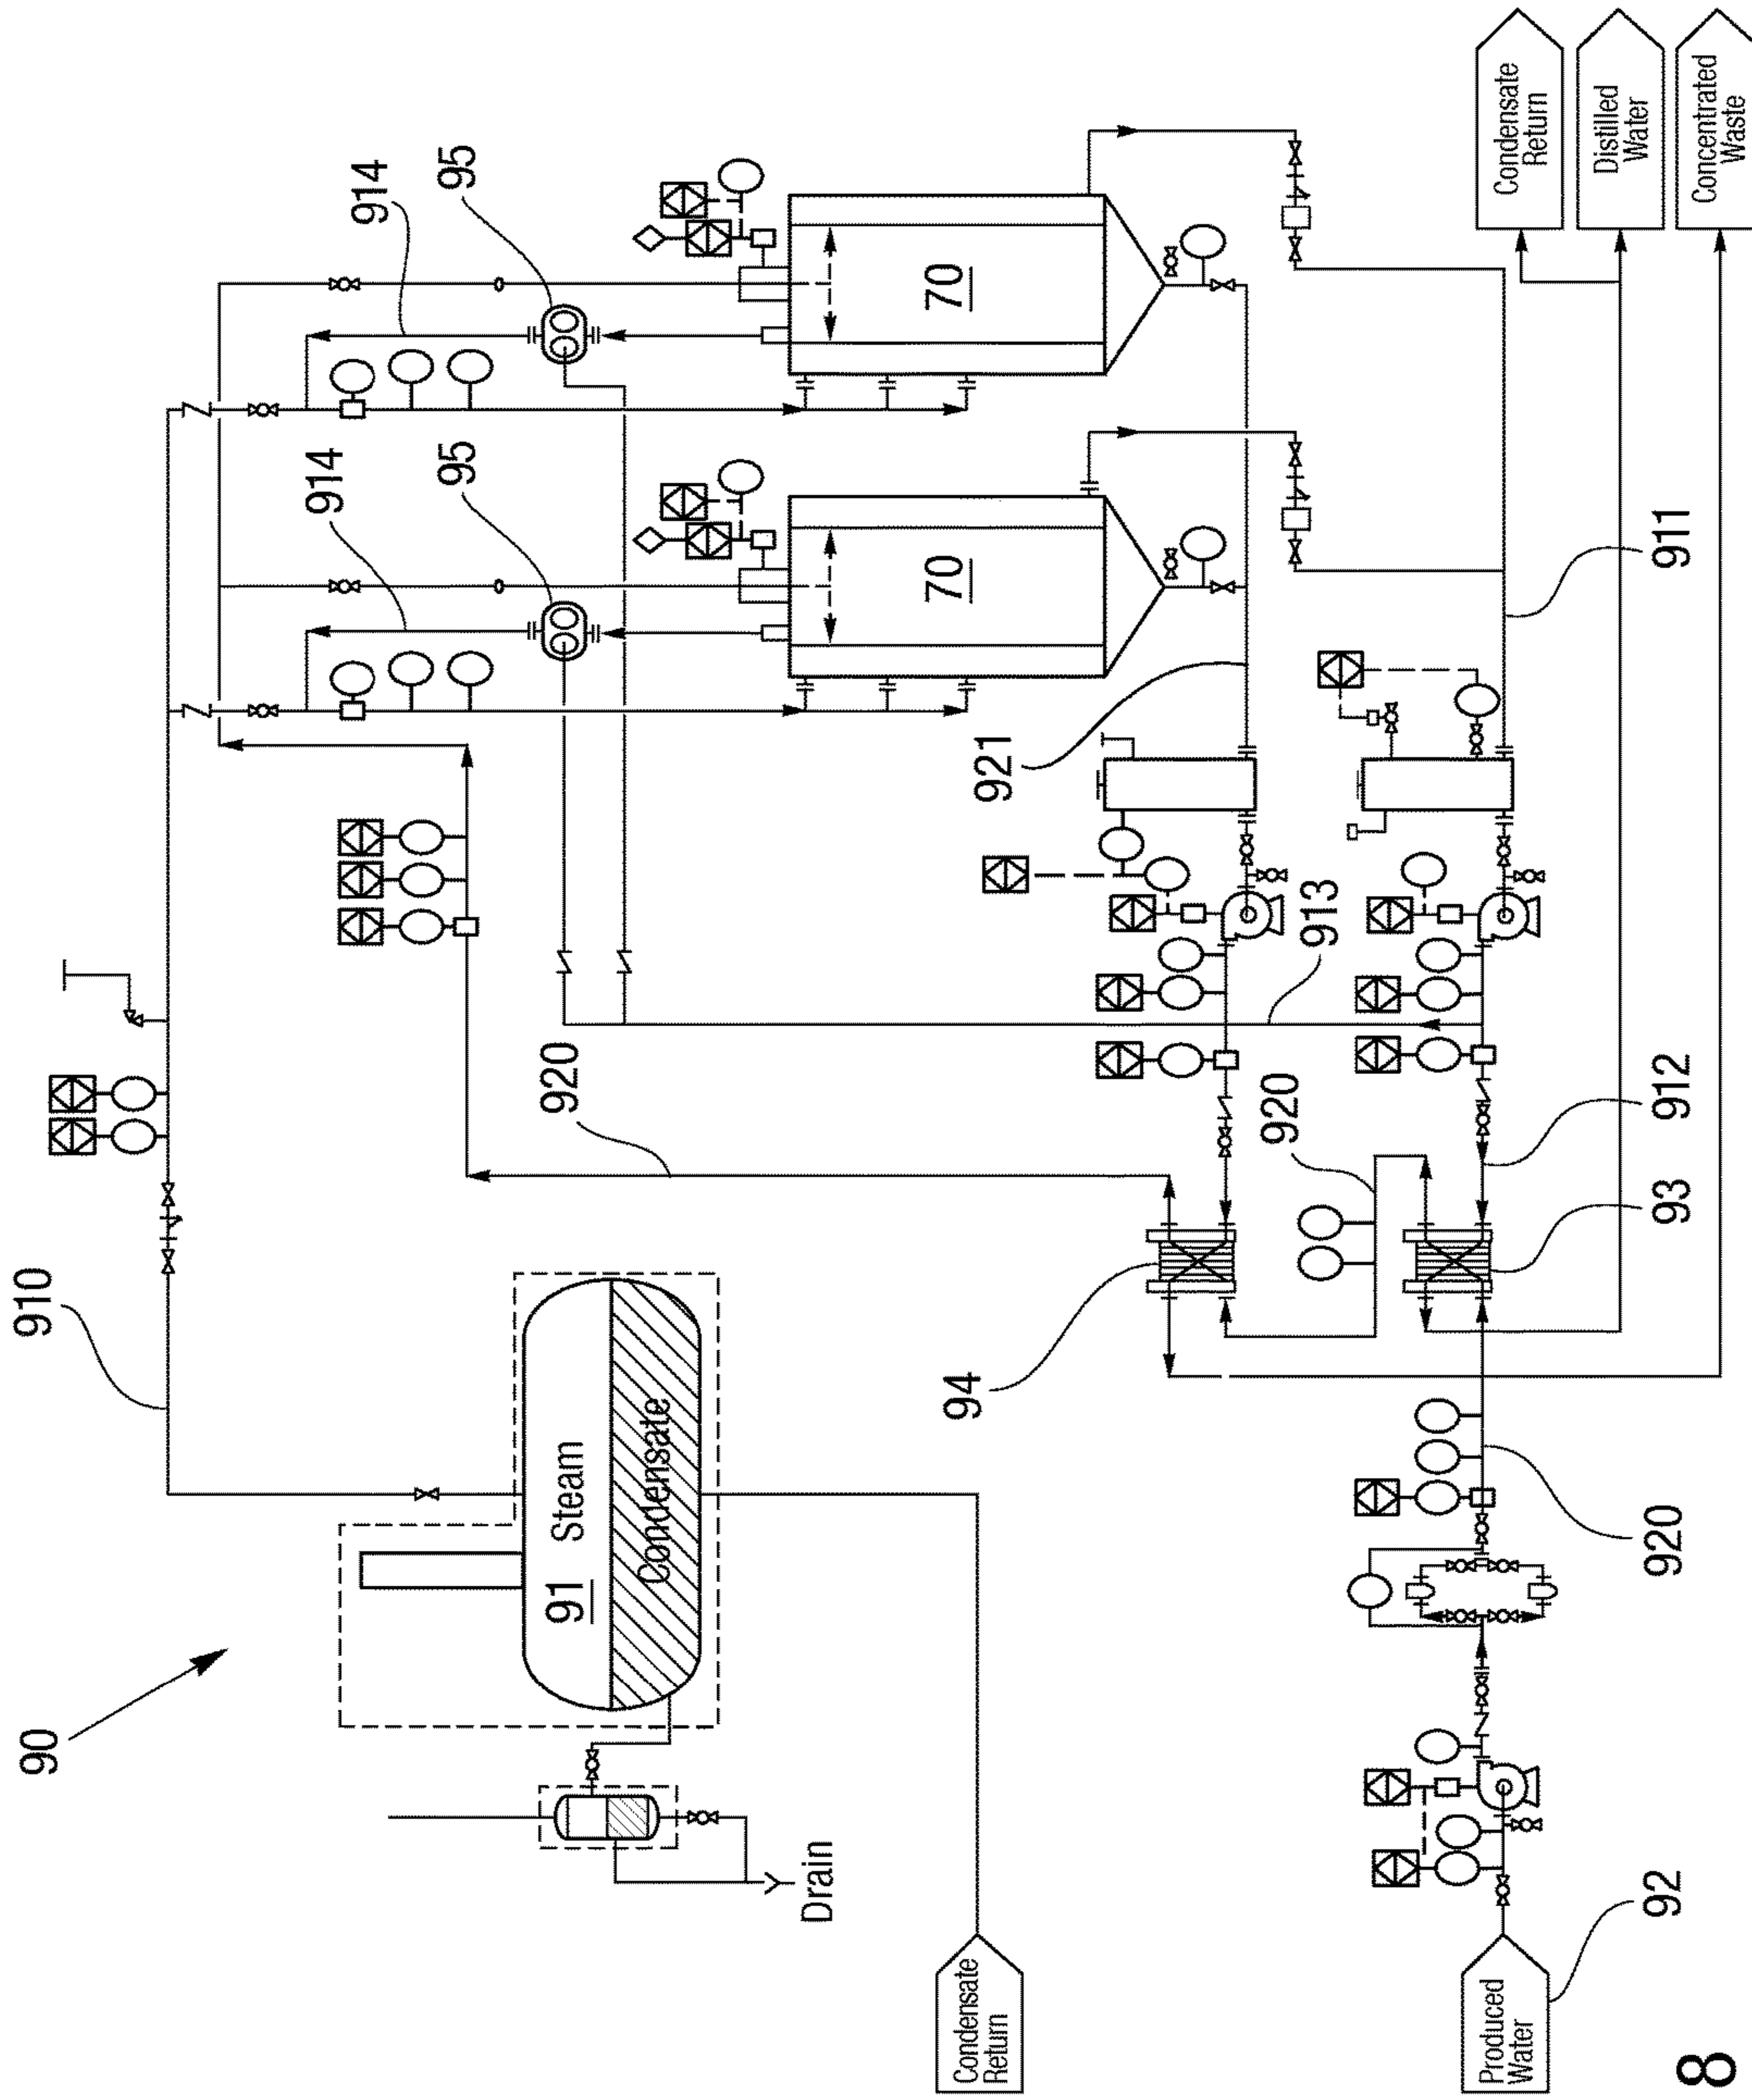 90
910
91 Steam
Condensate
Drain
Condensate
Return
920
914
95
914
95
70
70
921
913
94
920
912
93
911
920
Produced
Water
92
Condensate
Return
Distilled
Water
Concentrated
Waste
8